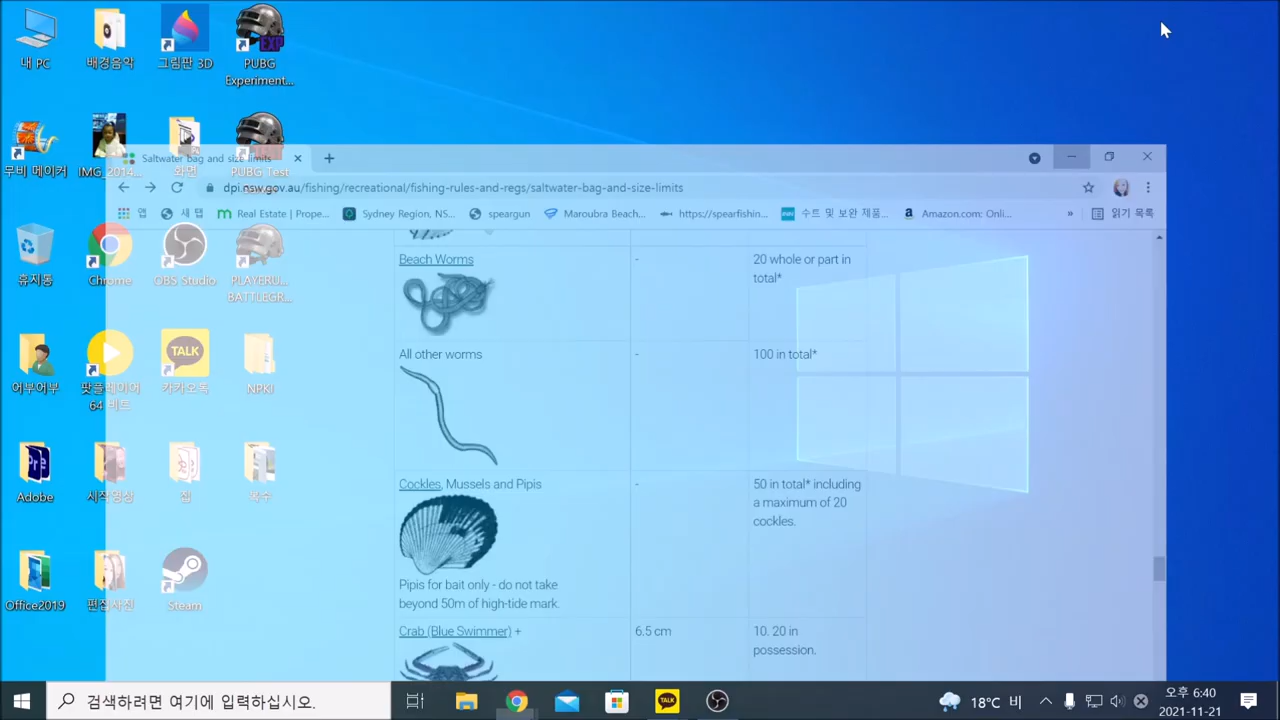 내 PC
배경음악
그림판 3D
EXP
PUBG
Experiment...
무비 메이커
IMG_2014...
화면
PUBG Test
Saltwater bag and size limits
dpi.nsw.gov.au/fishing/recreational/fishing-rules-and-regs/saltwater-bag-and-size-limits
앱
새 탭
Real Estate | Prope...
Sydney Region, NS...
speargun
Maroubra Beach...
https://spearfishin...
수트 및 보완 제품...
Amazon.com: Onli...
»
읽기 목록
휴지통
Chrome
OBS Studio
PLAYERU...
BATTLEGR...
Beach Worms
-
20 whole or part in
total*
어부어부
팟플레이어
64 비트
TALK
카카오톡
NPKI
All other worms
-
100 in total*
Pr
Adobe
시작영상
집
복수
Cockles, Mussels and Pipis
-
50 in total* including
a maximum of 20
cockles.
Office2019
편집사진
Steam
Pipis for bait only - do not take
beyond 50m of high-tide mark.
Crab (Blue Swimmer) +
6.5 cm
10. 20 in
possession.
검색하려면 여기에 입력하십시오.
TALK
18°C 비
오후 6:40
2021-11-21